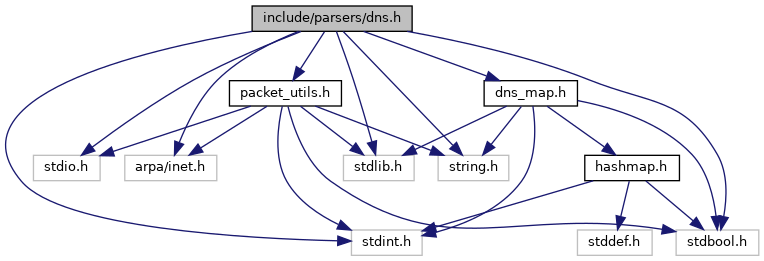 include/parsers/dns.h
packet_utils.h
dns_map.h
stdio.h
arpa/inet.h
stdlib.h
string.h
hashmap.h
stdint.h
stddef.h
stdbool.h